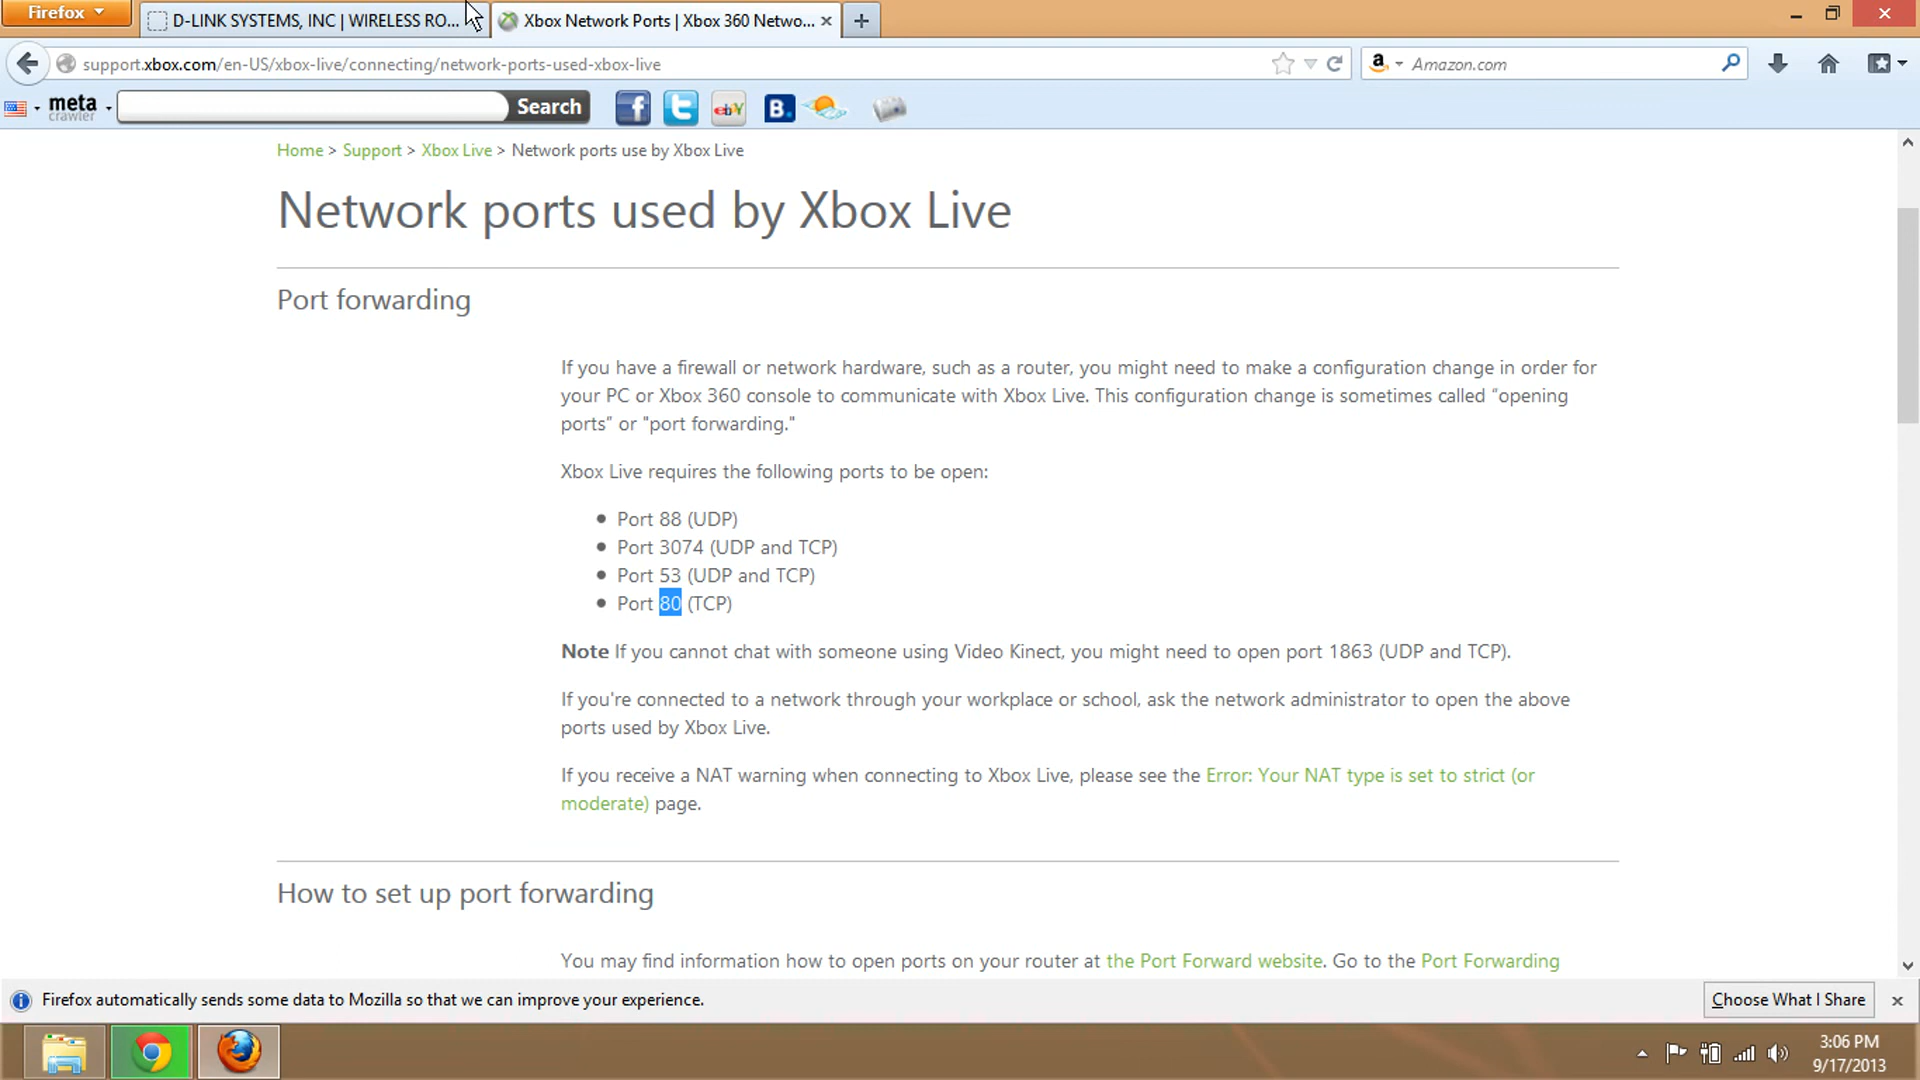 Firefox
D-LINK SYSTEMS, INC | WIRELESS RO...
Xbox Network Ports | Xbox 360 Netwo...
support.xbox.com/en-US/xbox-live/connecting/network-ports-used-xbox-live
a
Amazon.com
meta
crawler
Search
f
t
ebY
B.
Home > Support > Xbox Live > Network ports use by Xbox Live
Network ports used by Xbox Live
Port forwarding
If you have a firewall or network hardware, such as a router, you might need to make a configuration change in order for
your PC or Xbox 360 console to communicate with Xbox Live. This configuration change is sometimes called “opening
ports” or "port forwarding."
Xbox Live requires the following ports to be open:
• Port 88 (UDP)
• Port 3074 (UDP and TCP)
• Port 53 (UDP and TCP)
• Port 80 (TCP)
Note If you cannot chat with someone using Video Kinect, you might need to open port 1863 (UDP and TCP).
If you're connected to a network through your workplace or school, ask the network administrator to open the above
ports used by Xbox Live.
If you receive a NAT warning when connecting to Xbox Live, please see the Error: Your NAT type is set to strict (or
moderate) page.
How to set up port forwarding
You may find information how to open ports on your router at the Port Forward website. Go to the Port Forwarding
Firefox automatically sends some data to Mozilla so that we can improve your experience.
Choose What I Share
3:06 PM
9/17/2013